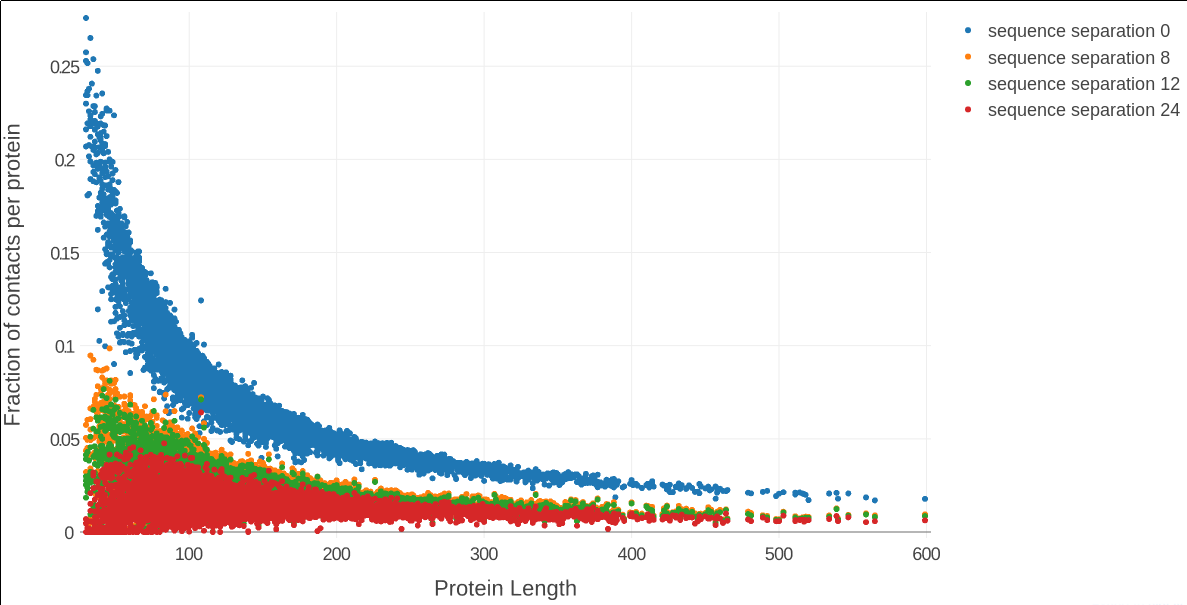 sequence separation 0
sequence separation 8
sequence separation 12
sequence separation 24
Fraction of contacts per protein
0.25
0.2
0.15
0.1
0.05
0
100 200 300 400 500 600
Protein Length